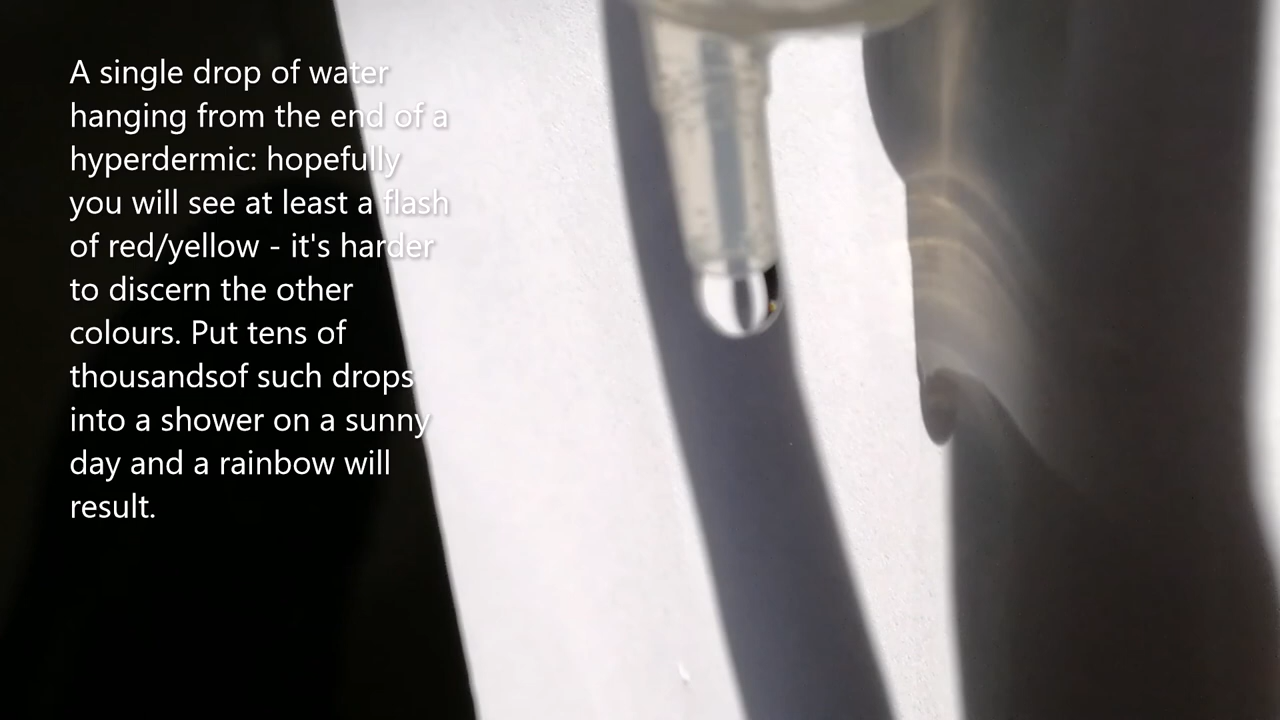 A single drop of water
hanging from the end of a
hyperdermic: hopefully
you will see at least a flash
of red/yellow - it's harder
to discern the other
colours. Put tens of
thousandsof such drops
into a shower on a sunny
day and a rainbow will
result.